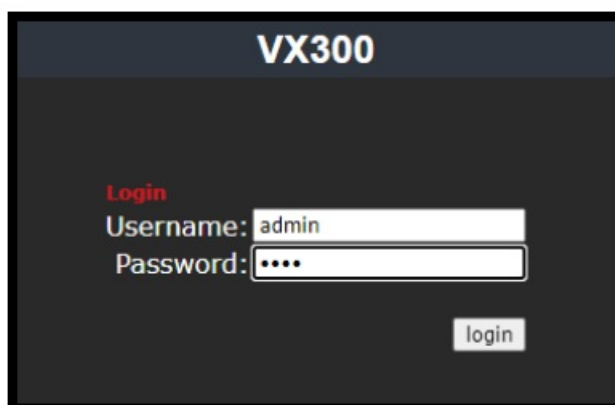 VX300
Login
Username: admin
Password: ••••
login